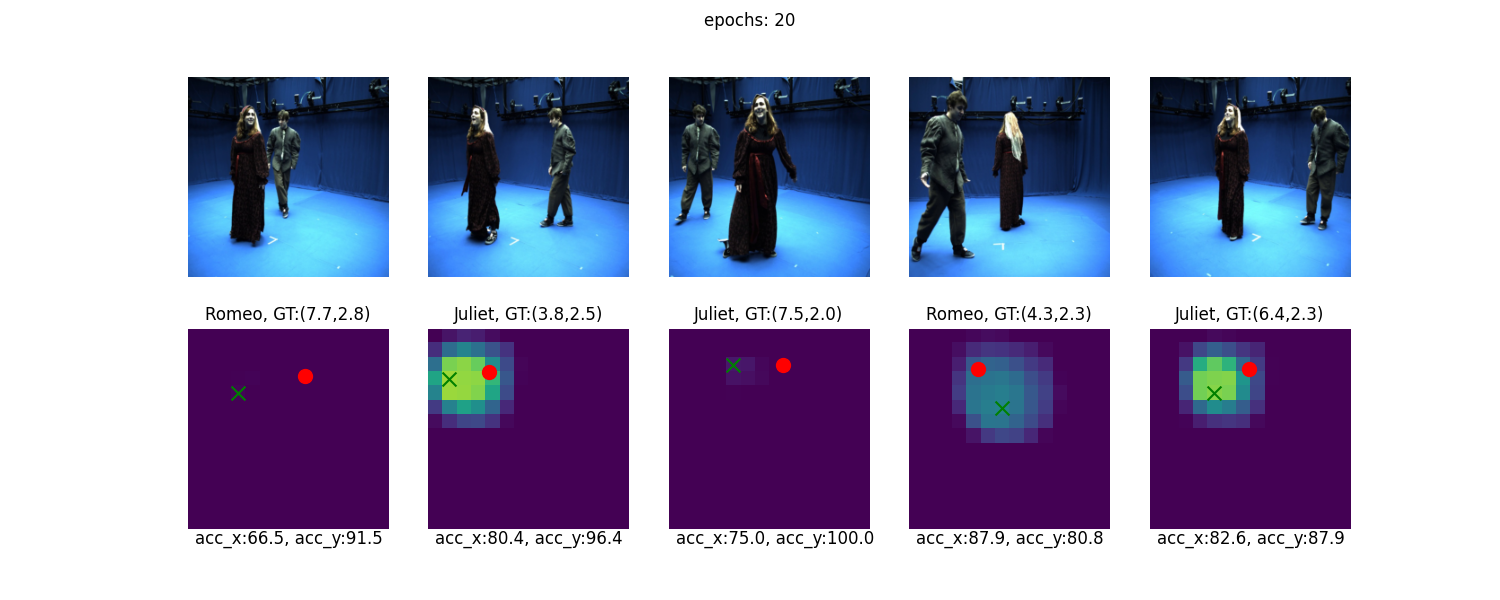 epochs: 20
Romeo, GT:(7.7,2.8)
Juliet, GT:(3.8,2.5)
Juliet, GT:(7.5,2.0)
Romeo, GT:(4.3,2.3)
Juliet, GT:(6.4,2.3)
acc_x:66.5, acc_y:91.5
acc_x:80.4, acc_y:96.4
acc_x:75.0, acc_y:100.0
acc_x:87.9, acc_y:80.8
acc_x:82.6, acc_y:87.9